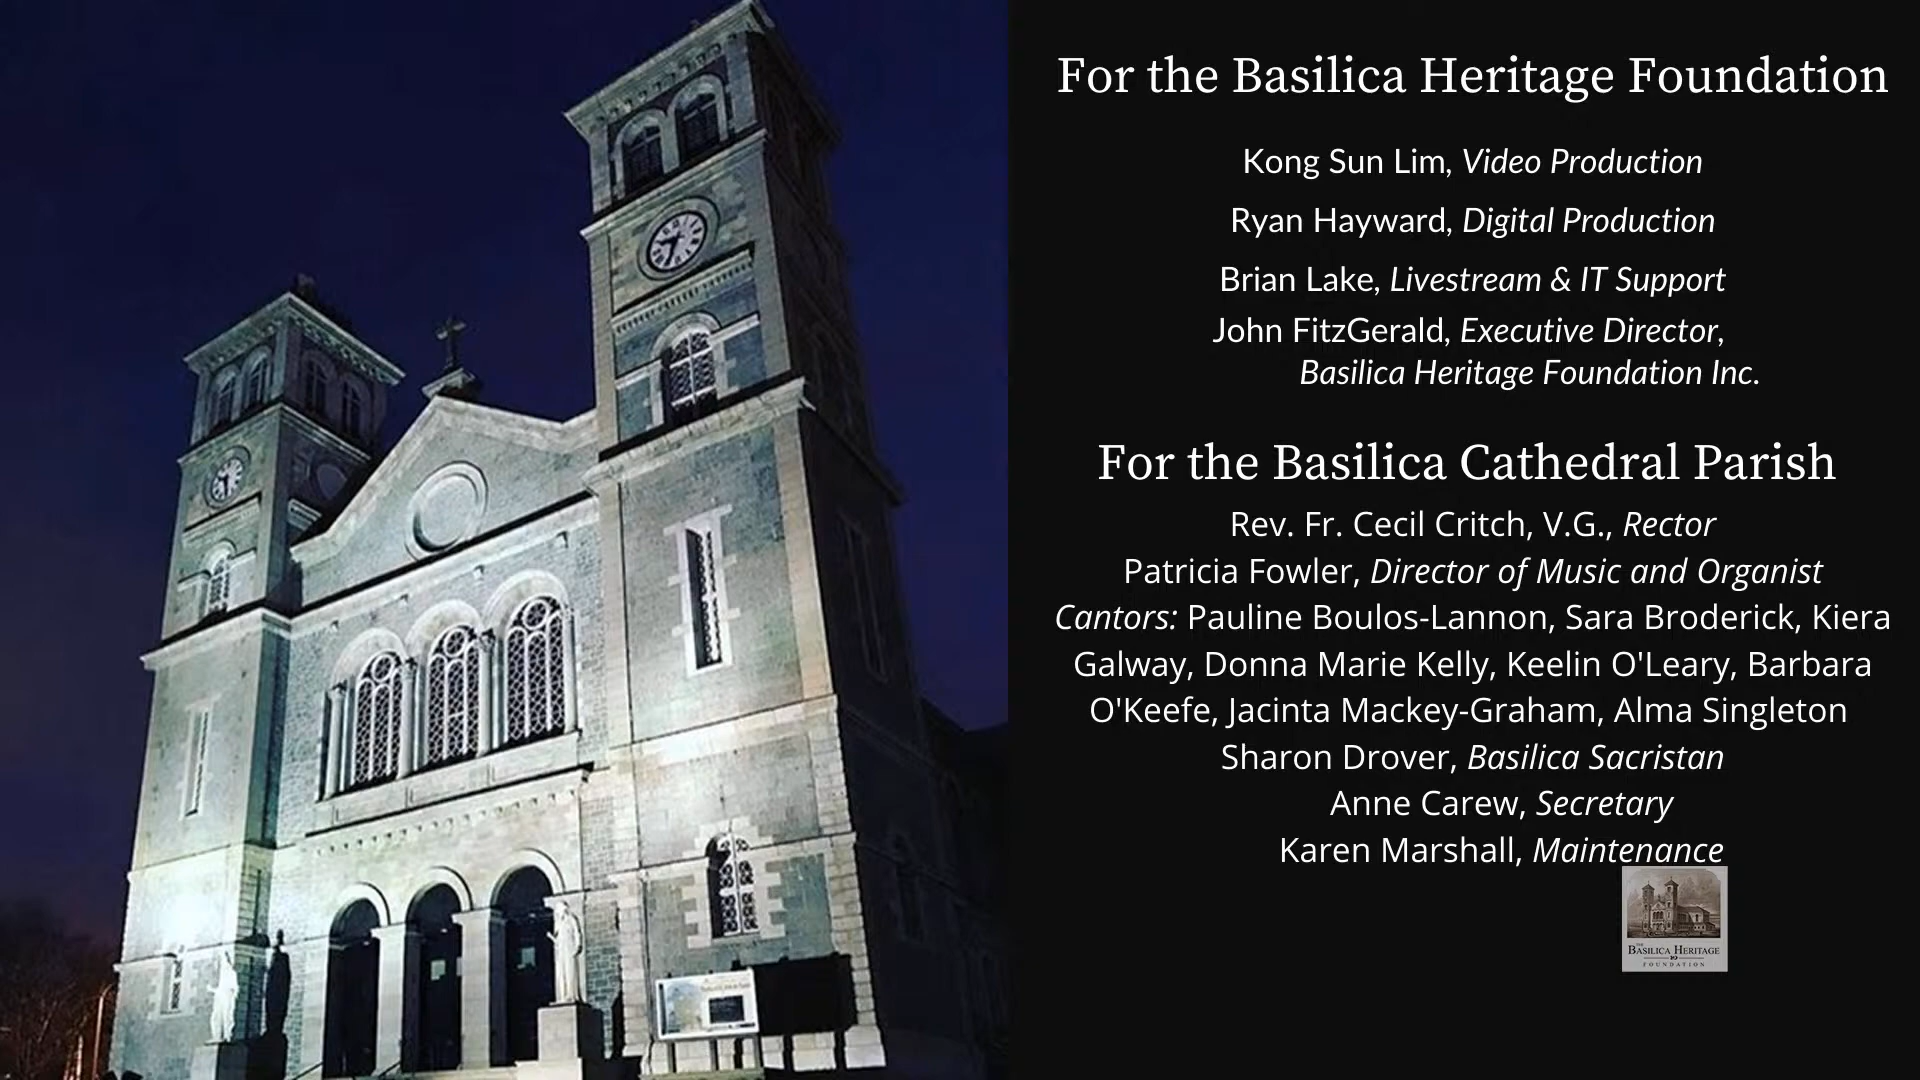 For the Basilica Heritage Foundation
Kong Sun Lim, Video Production
Ryan Hayward, Digital Production
Brian Lake, Livestream & IT Support
John FitzGerald, Executive Director,
Basilica Heritage Foundation Inc.
For the Basilica Cathedral Parish
Rev. Fr. Cecil Critch, V.G., Rector
Patricia Fowler, Director of Music and Organist
Cantors: Pauline Boulos-Lannon, Sara Broderick, Kiera
Galway, Donna Marie Kelly, Keelin O'Leary, Barbara
O'Keefe, Jacinta Mackey-Graham, Alma Singleton
Sharon Drover, Basilica Sacristan
Anne Carew, Secretary
Karen Marshall, Maintenance
THE
BASILICA HERITAGE
FOUNDATION